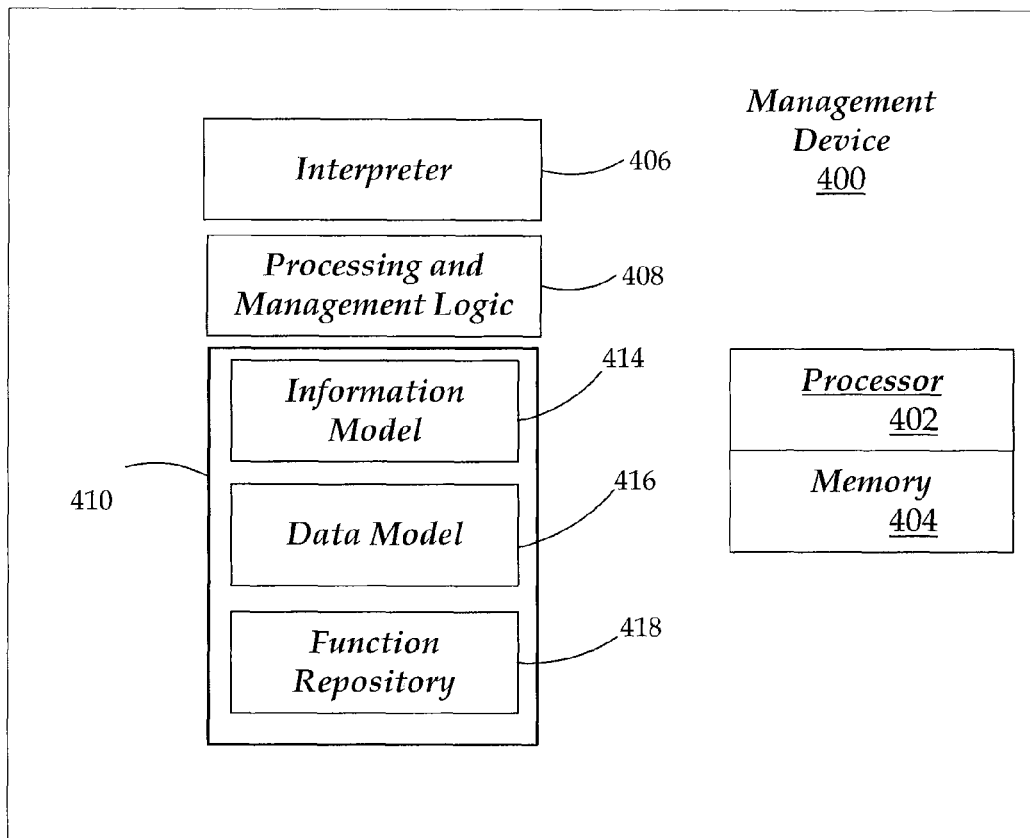 Management
Device
400
Interpreter
406
Processing and
Management Logic
408
414
Information
Model
Processor
402
410
416
Data Model
Memory
404
418
Function
Repository